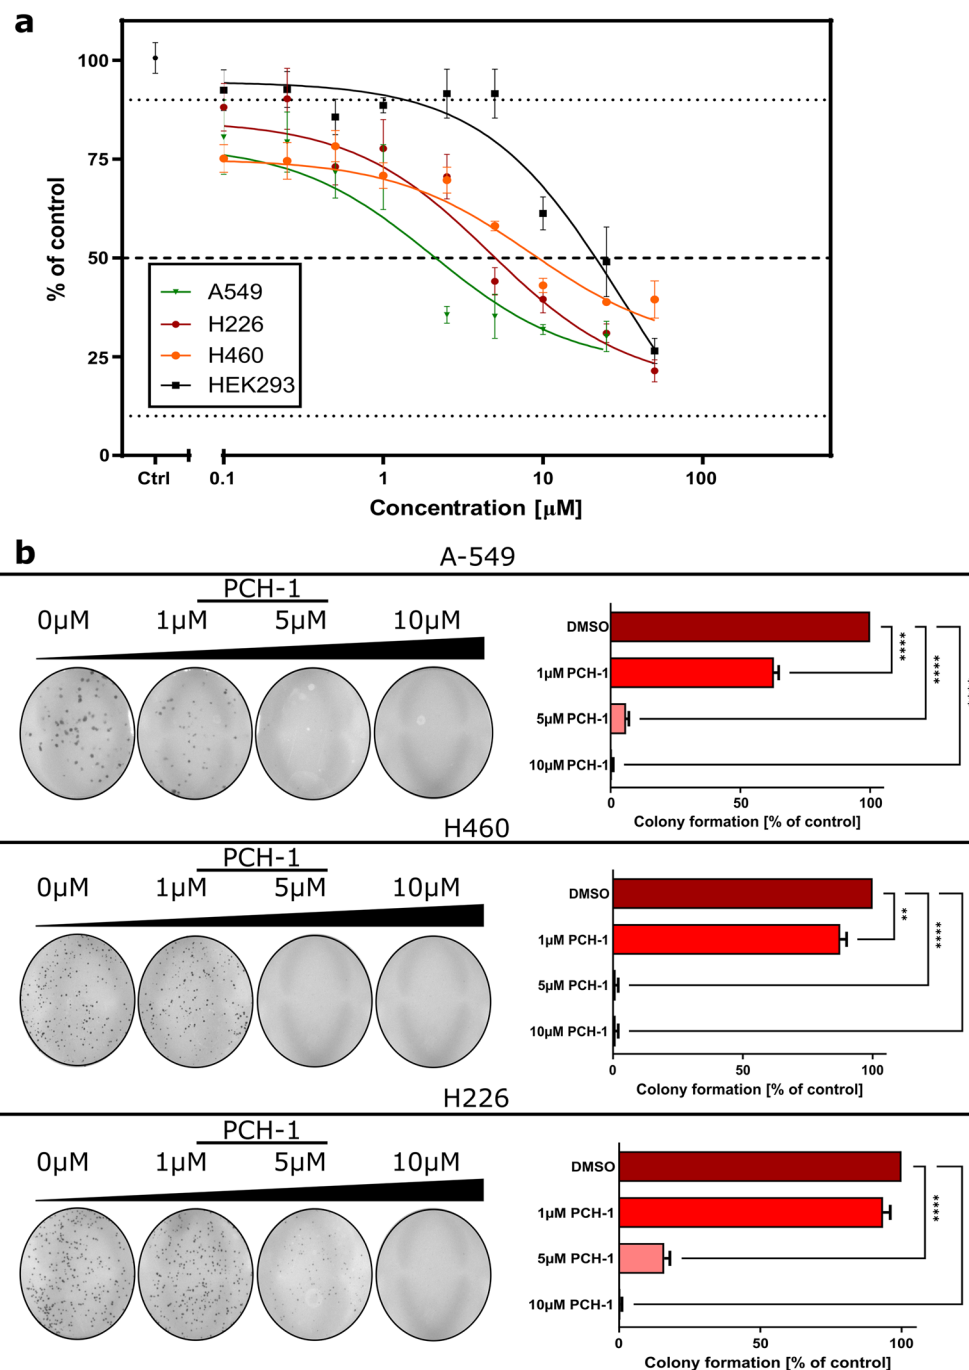 a
100
75
50
25
0
% of control
A549
H226
H460
HEK293
Ctrl
0.1
1
10
100
Concentration [µM]
b
A-549
PCH-1
0µM
1µM
5µM
10µM
DMSO
1µM PCH-1
5µM PCH-1
10µM PCH-1
****
****
0
50
100
Colony formation [% of control]
H460
PCH-1
0µM
1µM
5µM
10µM
DMSO
1µM PCH-1
5µM PCH-1
10µM PCH-1
**
****
0
50
100
Colony formation [% of control]
H226
PCH-1
0µM
1µM
5µM
10µM
DMSO
1µM PCH-1
5µM PCH-1
10µM PCH-1
****
0
50
100
Colony formation [% of control]